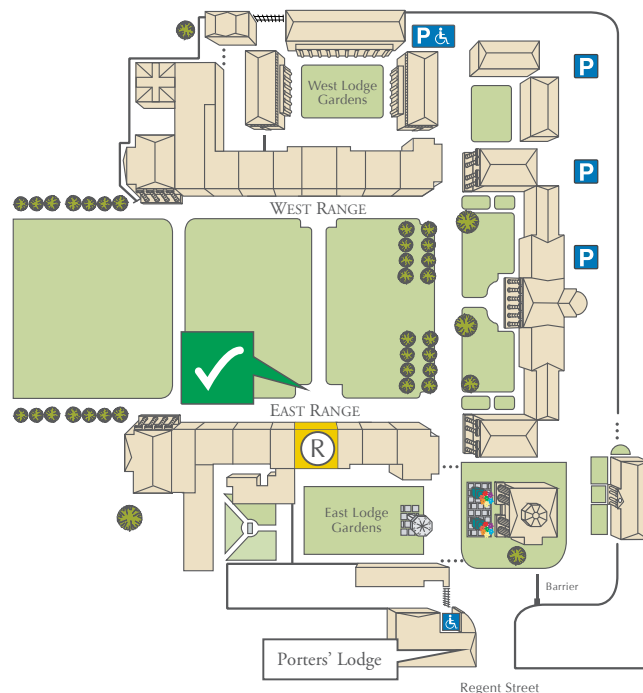 P
West Lodge
Gardens
P
P
WEST RANGE
P
EAST RANGE
R
East Lodge
Gardens
Barrier
Porters' Lodge
Regent Street